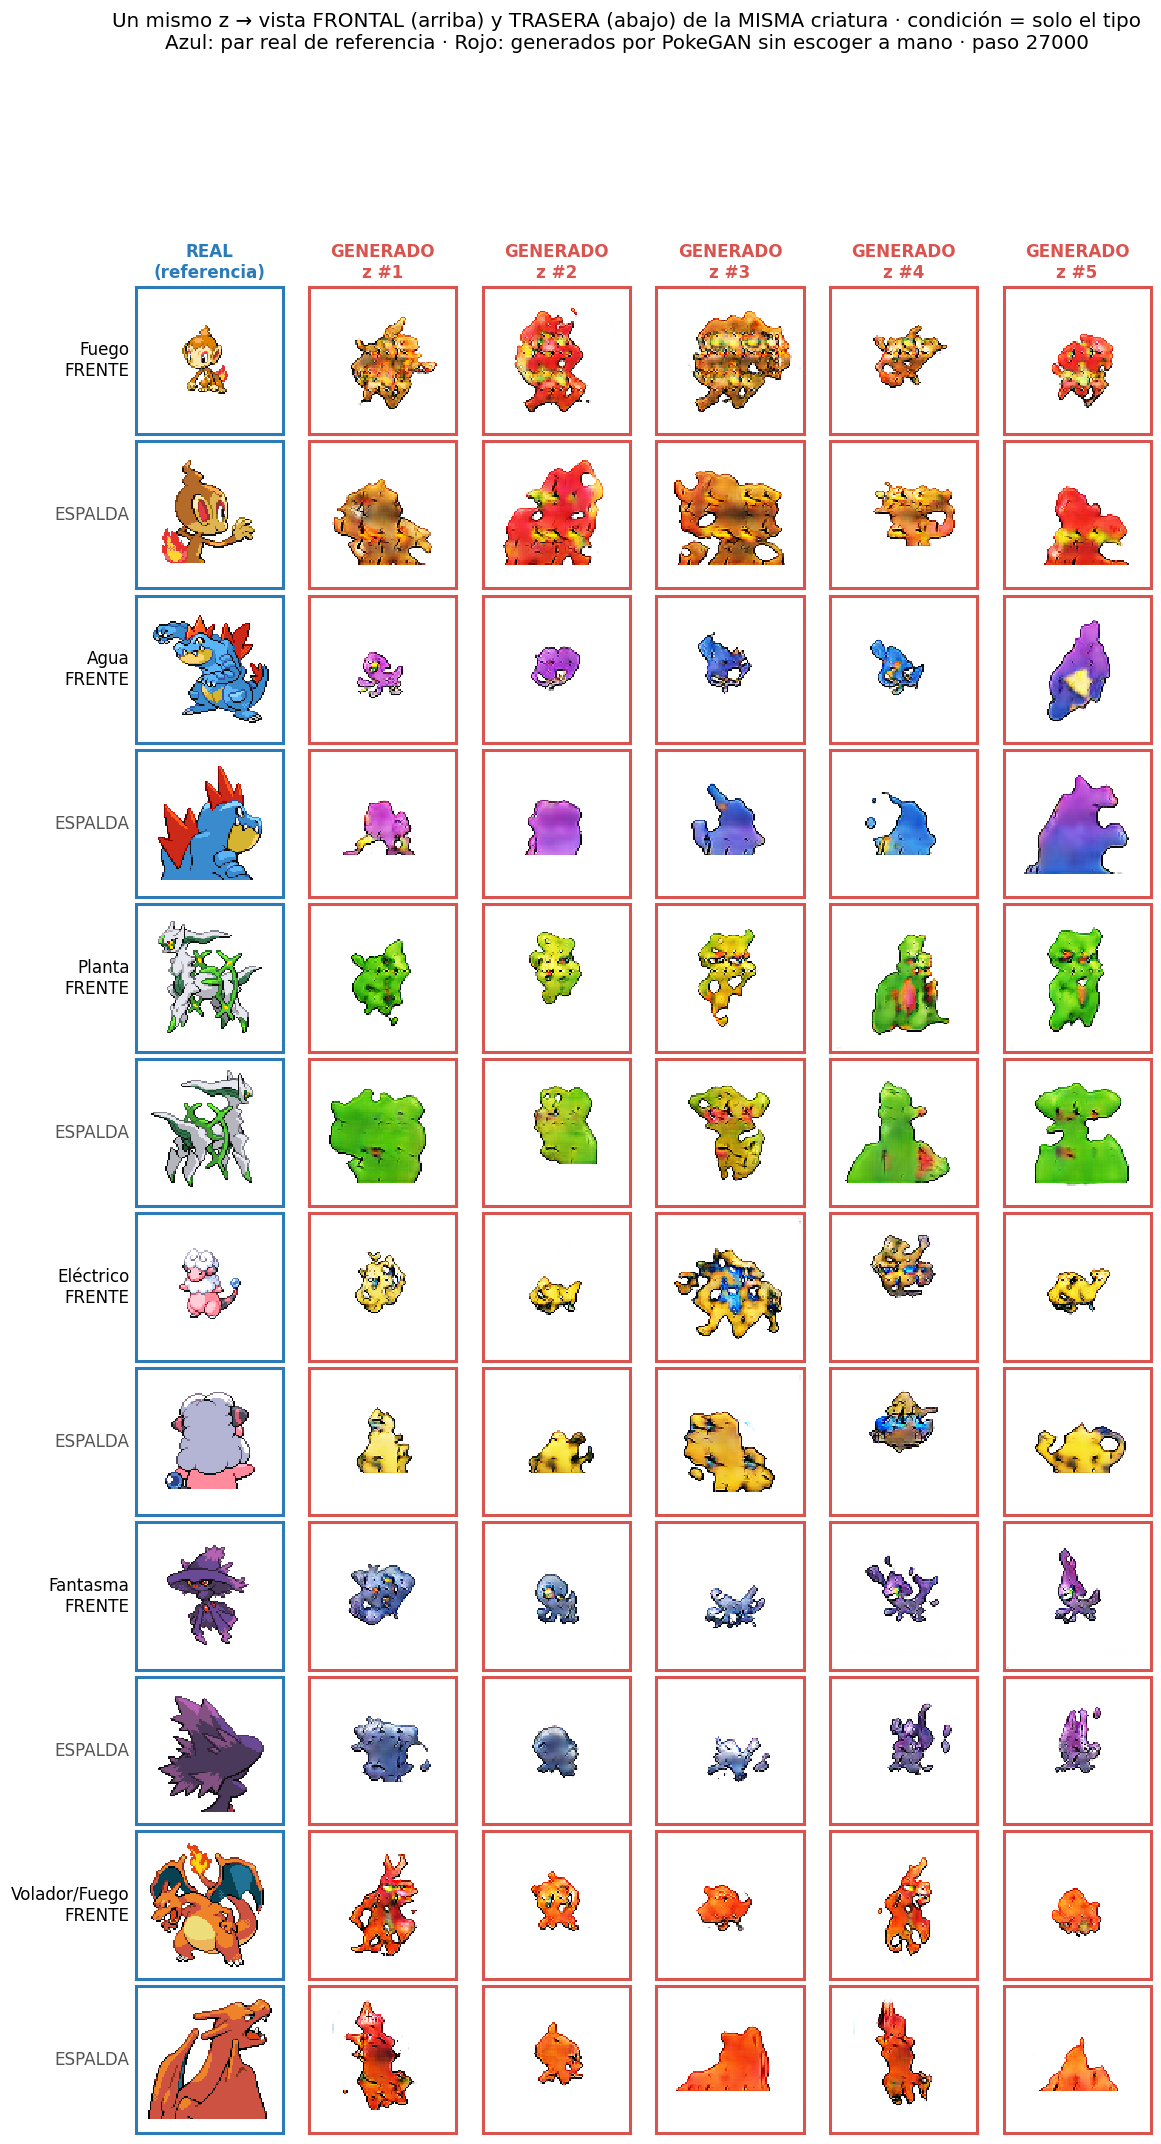 Un mismo z → vista FRONTAL (arriba) y TRASERA (abajo) de la MISMA criatura · condición = solo el tipo
Azul: par real de referencia · Rojo: generados por PokeGAN sin escoger a mano · paso 27000
REAL
(referencia)
GENERADO
z #1
GENERADO
z #2
GENERADO
z #3
GENERADO
z #4
GENERADO
z #5
Fuego
FRENTE
ESPALDA
Agua
FRENTE
ESPALDA
Planta
FRENTE
ESPALDA
Eléctrico
FRENTE
ESPALDA
Fantasma
FRENTE
ESPALDA
Volador/Fuego
FRENTE
ESPALDA